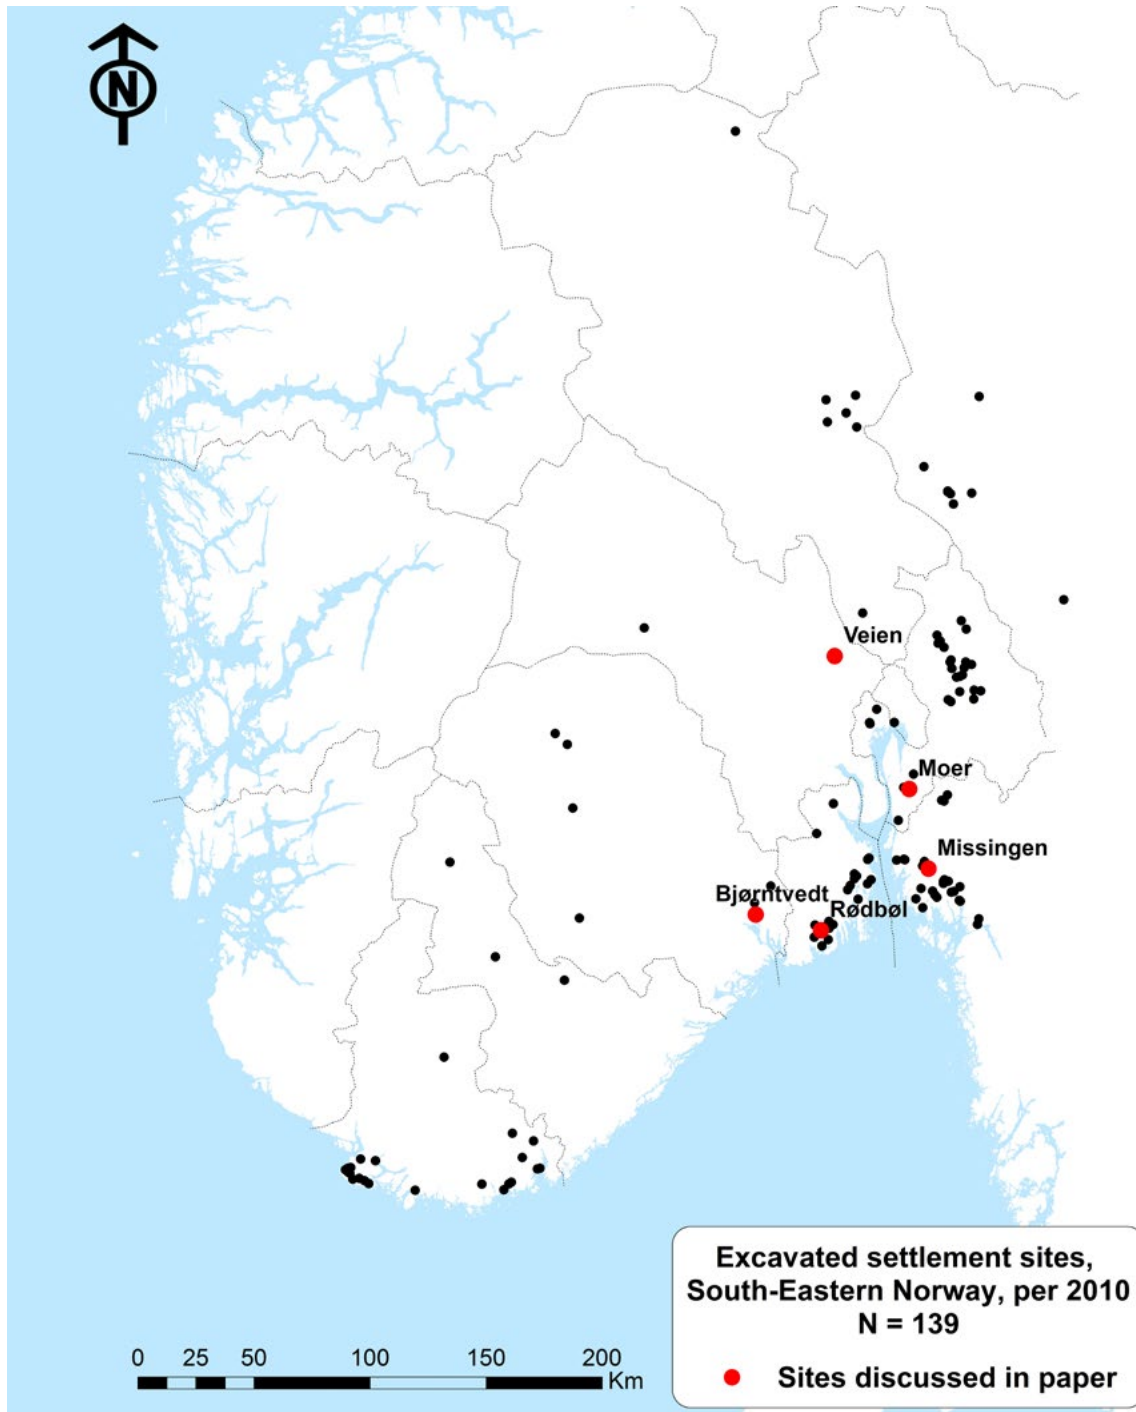 N
Veien
Moer
Missingen
Bjørntvedt
Rødbøl
Excavated settlement sites,
South-Eastern Norway, per 2010
N = 139
Sites discussed in paper
0 25 50 100 150 200
Km